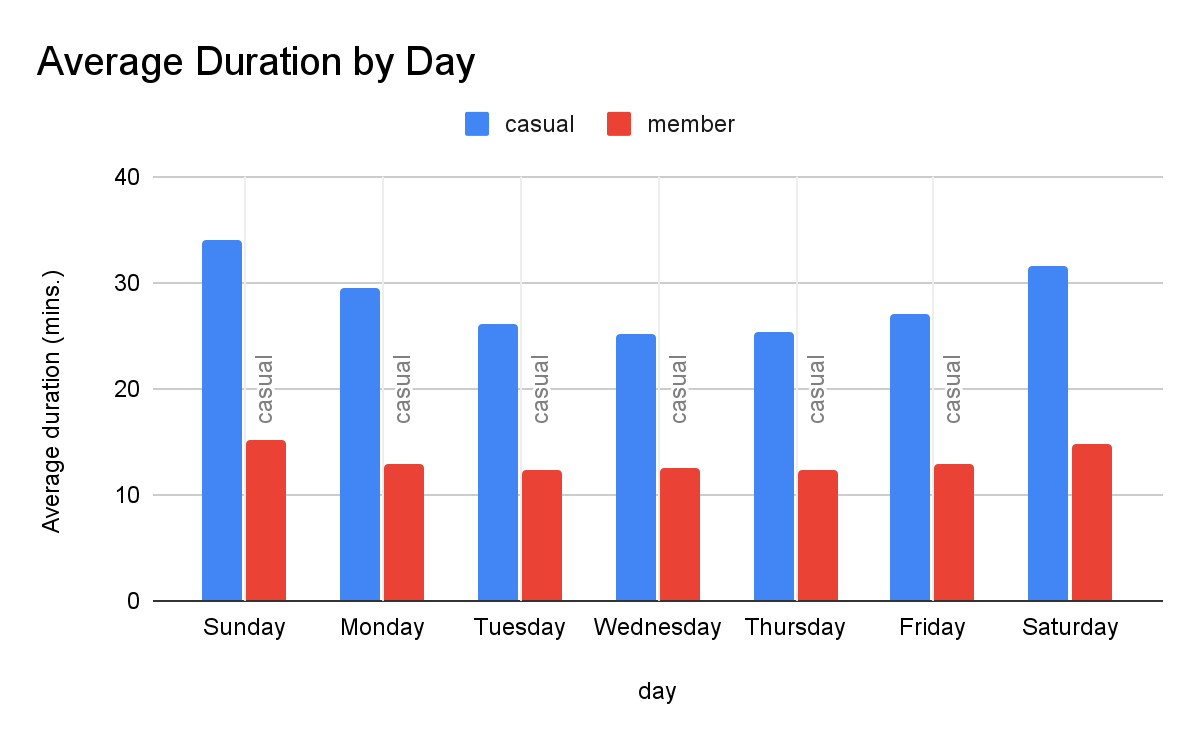 Average Duration by Day
casual member
40
30
20
10
0
Average duration (mins.)
casual casual casual casual casual casual
Sunday Monday Tuesday Wednesday Thursday Friday Saturday
day